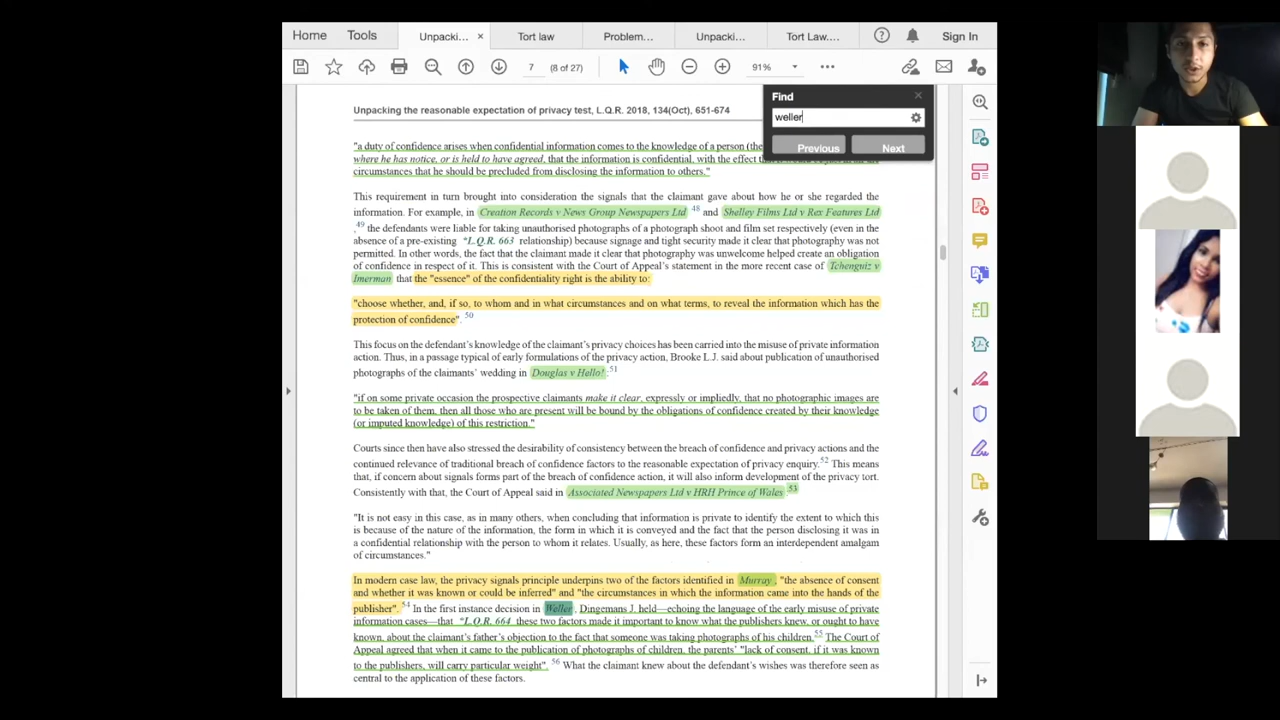 Home Tools Unpacki... × Tort law Problem... Unpacki... Tort Law.... Sign In
7 (8 of 27) 91%
Find
weller
Previous Next
Unpacking the reasonable expectation of privacy test, L.Q.R. 2018, 134(Oct), 651-674
"a duty of confidence arises when confidential information comes to the knowledge of a person (the
where he has notice, or is held to have agreed, that the information is confidential, with the effect
circumstances that he should be precluded from disclosing the information to others."
This requirement in turn brought into consideration the signals that the claimant gave about how he or she regarded the
information. For example, in Creation Records v News Group Newspapers Ltd 48 and Shelley Films Ltd v Rex Features Ltd
,49 the defendants were liable for taking unauthorised photographs of a photograph shoot and film set respectively (even in the
absence of a pre-existing *L.Q.R. 663 relationship) because signage and tight security made it clear that photography was not
permitted. In other words, the fact that the claimant made it clear that photography was unwelcome helped create an obligation
of confidence in respect of it. This is consistent with the Court of Appeal's statement in the more recent case of Tchenguiz v
Imerman that the "essence" of the confidentiality right is the ability to:
"choose whether, and, if so, to whom and in what circumstances and on what terms, to reveal the information which has the
protection of confidence". 50
This focus on the defendant's knowledge of the claimant's privacy choices has been carried into the misuse of private information
action. Thus, in a passage typical of early formulations of the privacy action, Brooke L.J. said about publication of unauthorised
photographs of the claimants' wedding in Douglas v Hello! :51
"if on some private occasion the prospective claimants make it clear, expressly or impliedly, that no photographic images are
to be taken of them, then all those who are present will be bound by the obligations of confidence created by their knowledge
(or imputed knowledge) of this restriction."
Courts since then have also stressed the desirability of consistency between the breach of confidence and privacy actions and the
continued relevance of traditional breach of confidence factors to the reasonable expectation of privacy enquiry.52 This means
that, if concern about signals forms part of the breach of confidence action, it will also inform development of the privacy tort.
Consistently with that, the Court of Appeal said in Associated Newspapers Ltd v HRH Prince of Wales :53
"It is not easy in this case, as in many others, when concluding that information is private to identify the extent to which this
is because of the nature of the information, the form in which it is conveyed and the fact that the person disclosing it was in
a confidential relationship with the person to whom it relates. Usually, as here, these factors form an interdependent amalgam
of circumstances."
In modern case law, the privacy signals principle underpins two of the factors identified in Murray , "the absence of consent
and whether it was known or could be inferred" and "the circumstances in which the information came into the hands of the
publisher". 54 In the first instance decision in Weller, Dingemans J. held—echoing the language of the early misuse of private
information cases—that *L.Q.R. 664 these two factors made it important to know what the publishers knew, or ought to have
known, about the claimant's father's objection to the fact that someone was taking photographs of his children.55 The Court of
Appeal agreed that when it came to the publication of photographs of children, the parents' "lack of consent, if it was known
to the publishers, will carry particular weight". 56 What the claimant knew about the defendant's wishes was therefore seen as
central to the application of these factors.